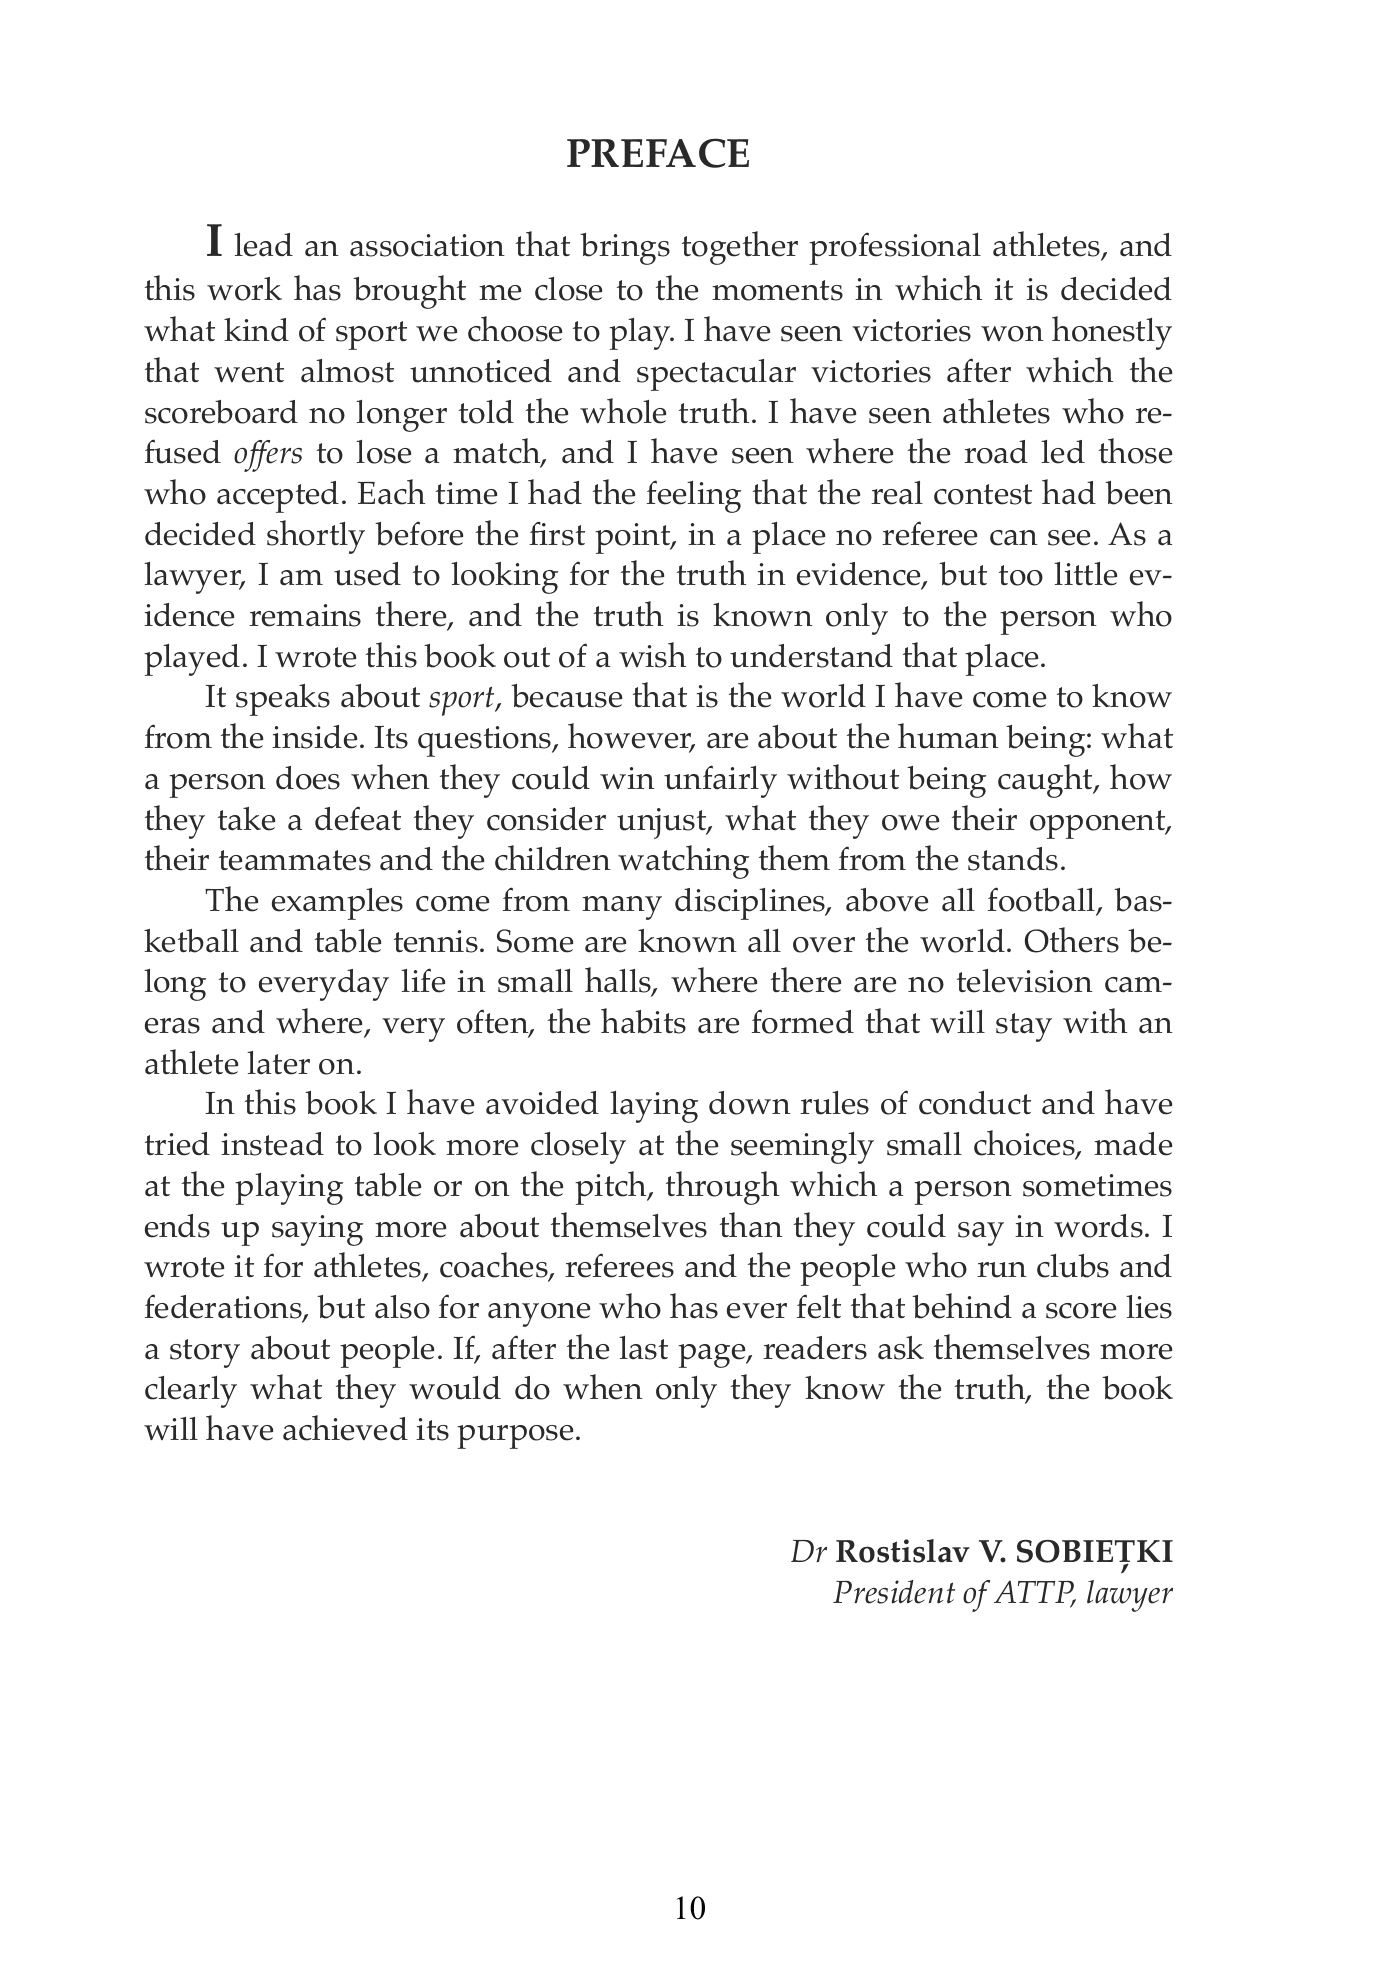 PREFACE
I lead an association that brings together professional athletes, and
this work has brought me close to the moments in which it is decided
what kind of sport we choose to play. I have seen victories won honestly
that went almost unnoticed and spectacular victories after which the
scoreboard no longer told the whole truth. I have seen athletes who re-
fused offers to lose a match, and I have seen where the road led those
who accepted. Each time I had the feeling that the real contest had been
decided shortly before the first point, in a place no referee can see. As a
lawyer, I am used to looking for the truth in evidence, but too little ev-
idence remains there, and the truth is known only to the person who
played. I wrote this book out of a wish to understand that place.
It speaks about sport, because that is the world I have come to know
from the inside. Its questions, however, are about the human being: what
a person does when they could win unfairly without being caught, how
they take a defeat they consider unjust, what they owe their opponent,
their teammates and the children watching them from the stands.
The examples come from many disciplines, above all football, bas-
ketball and table tennis. Some are known all over the world. Others be-
long to everyday life in small halls, where there are no television cam-
eras and where, very often, the habits are formed that will stay with an
athlete later on.
In this book I have avoided laying down rules of conduct and have
tried instead to look more closely at the seemingly small choices, made
at the playing table or on the pitch, through which a person sometimes
ends up saying more about themselves than they could say in words. I
wrote it for athletes, coaches, referees and the people who run clubs and
federations, but also for anyone who has ever felt that behind a score lies
a story about people. If, after the last page, readers ask themselves more
clearly what they would do when only they know the truth, the book
will have achieved its purpose.
Dr Rostislav V. SOBIEȚKI
President of ATTP, lawyer
10